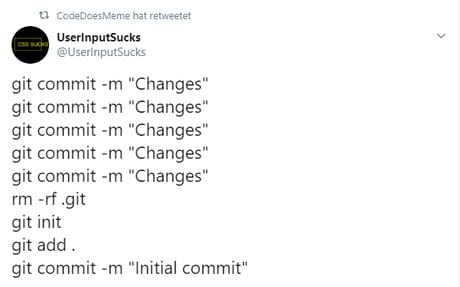 CodeDoesMeme hat retweetet
CSS SUCKS
UserInputSucks
@UserInputSucks
git commit -m "Changes"
git commit -m "Changes"
git commit -m "Changes"
git commit -m "Changes"
git commit -m "Changes"
rm -rf .git
git init
git add .
git commit -m "Initial commit"